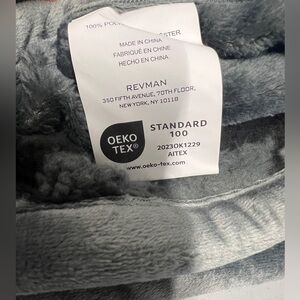 100% POLYESTER
MADE IN CHINA
FABRIQUÉ EN CHINE
HECHO EN CHINA
REVMAN
350 FIFTH AVENUE, 70TH FLOOR,
NEW YORK, NY 10118
OEKO
TEX®
STANDARD
100
2023OK1229
AITEX
www.oeko-tex.com